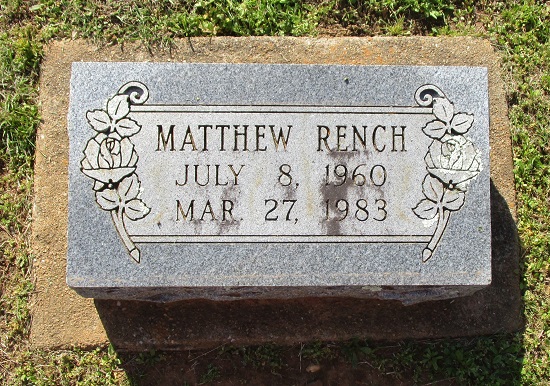 MATTHEW RENCH
JULY 8, 1960
MAR. 27, 1983